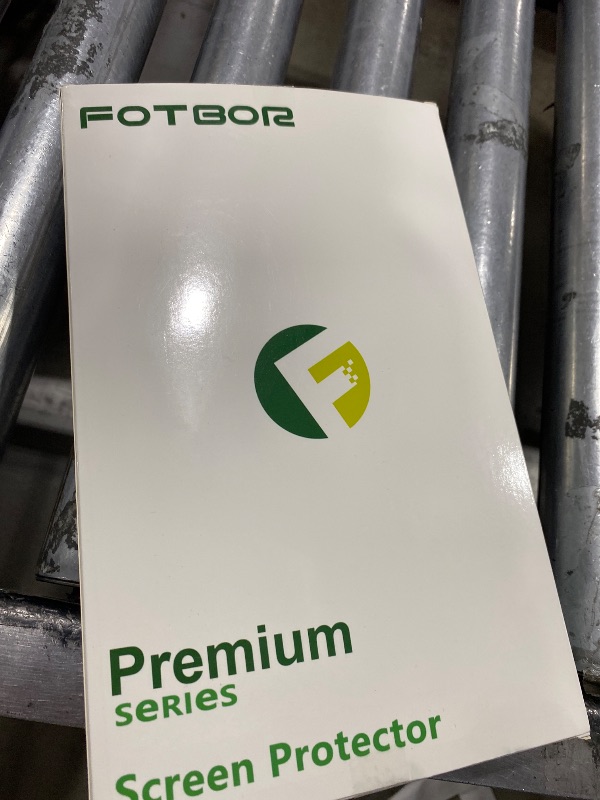 FOTBOR
Premium
SeRIeS
Screen Protector